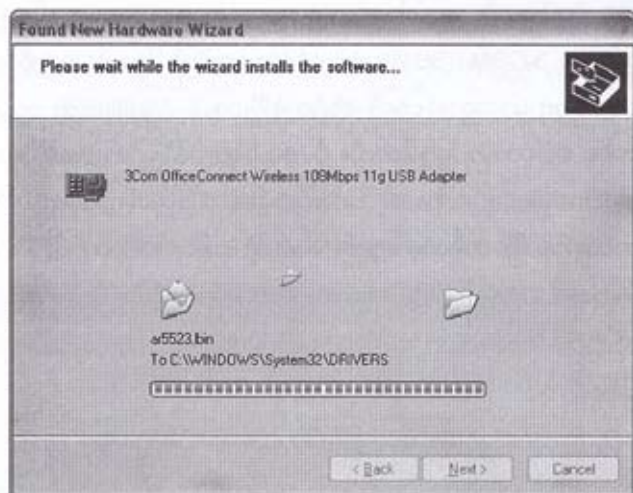 Found New Hardware Wizard
Please wait while the wizard installs the software...
3Com OfficeConnect Wireless 108Mbps 11g USB Adapter
ar5523.bin
To C:\WINDOWS\System32\DRIVERS
< Back
Next >
Cancel